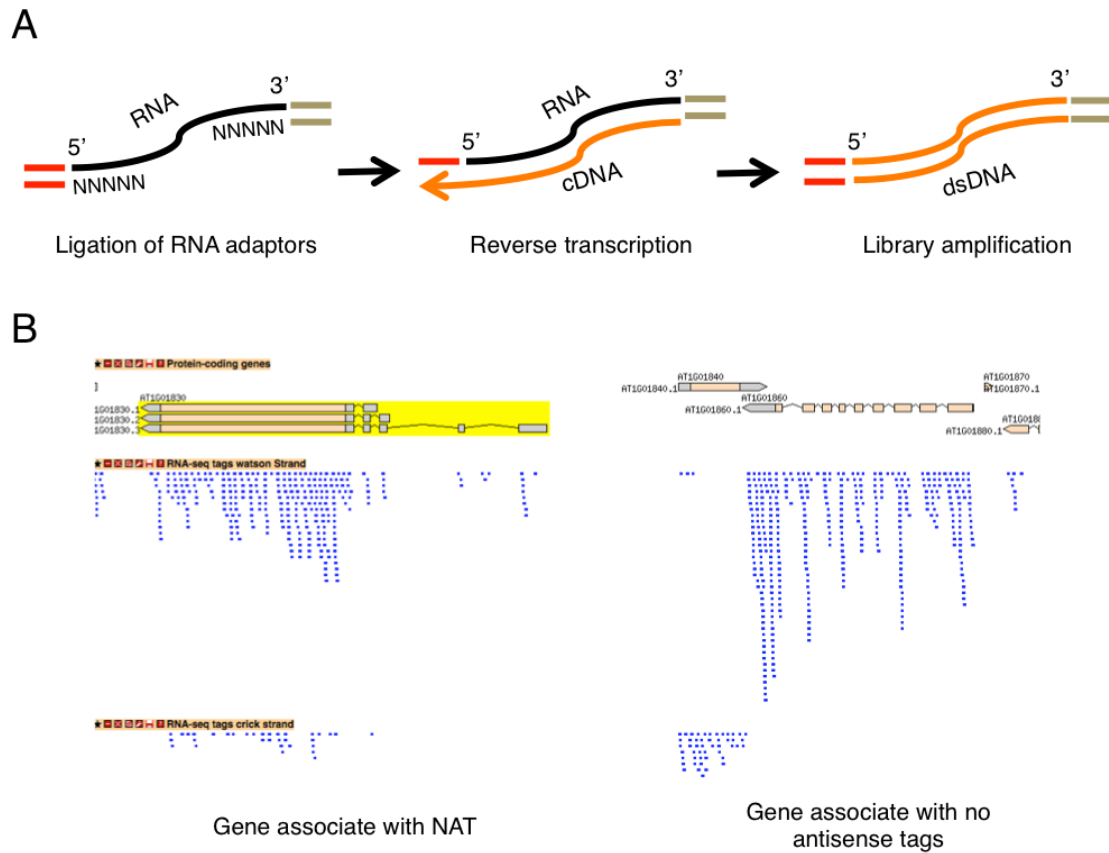 A
5' RNA 3'
NNNNN
NNNNN
5' RNA 3'
cDNA
5' 3'
dsDNA
Ligation of RNA adaptors
Reverse transcription
Library amplification
B
Protein-coding genes
AT1G01830
1G01830.1
1G01830.2
1G01830.3
AT1G01840
AT1G01840.1
AT1G01860
AT1G01860.1
AT1G01870
AT1G01870.1
AT1G0188
AT1G01880.1
RNA-seq tags watson Strand
RNA-seq tags crick strand
Gene associate with NAT
Gene associate with no
antisense tags